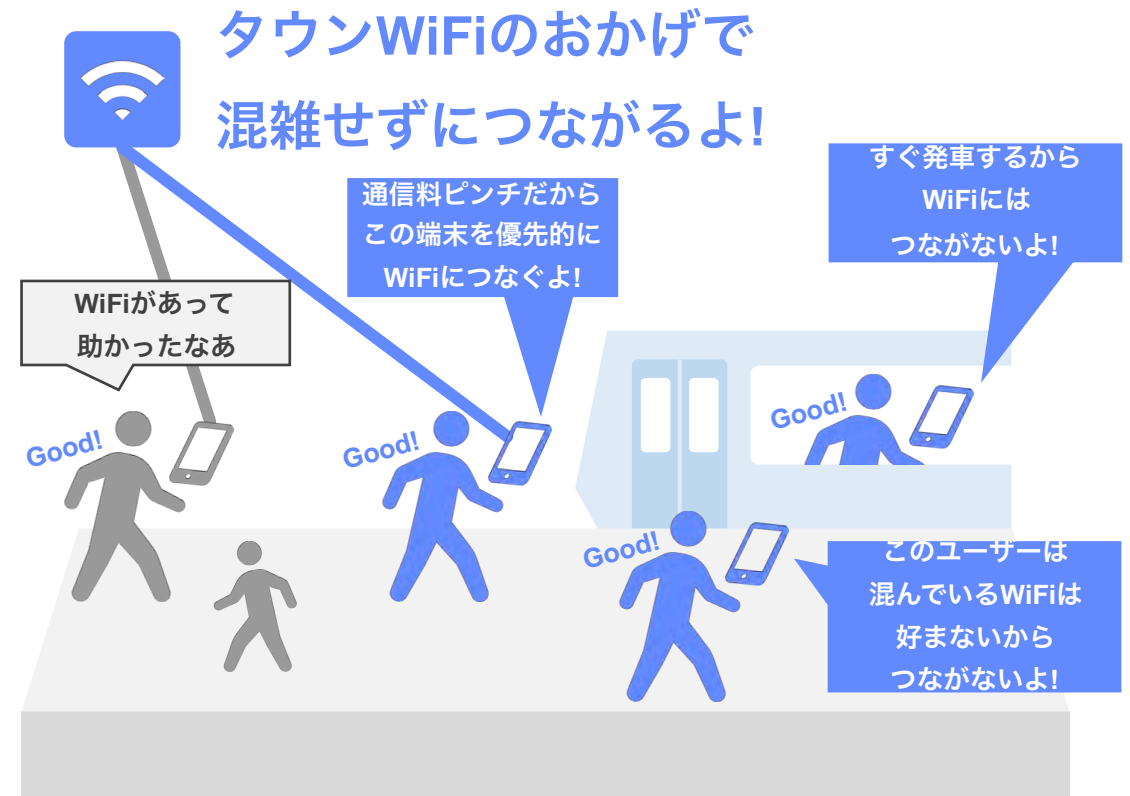 タウンWiFiのおかげで
混雑せずにつながるよ!
すぐ発車するから
WiFiには
つながないよ!
通信料ピンチだから
この端末を優先的に
WiFiにつなぐよ!
WiFiがあって
助かったなあ
Good!
Good!
Good!
Good!
このユーザーは
混んでいるWiFiは
好まないから
つながないよ!